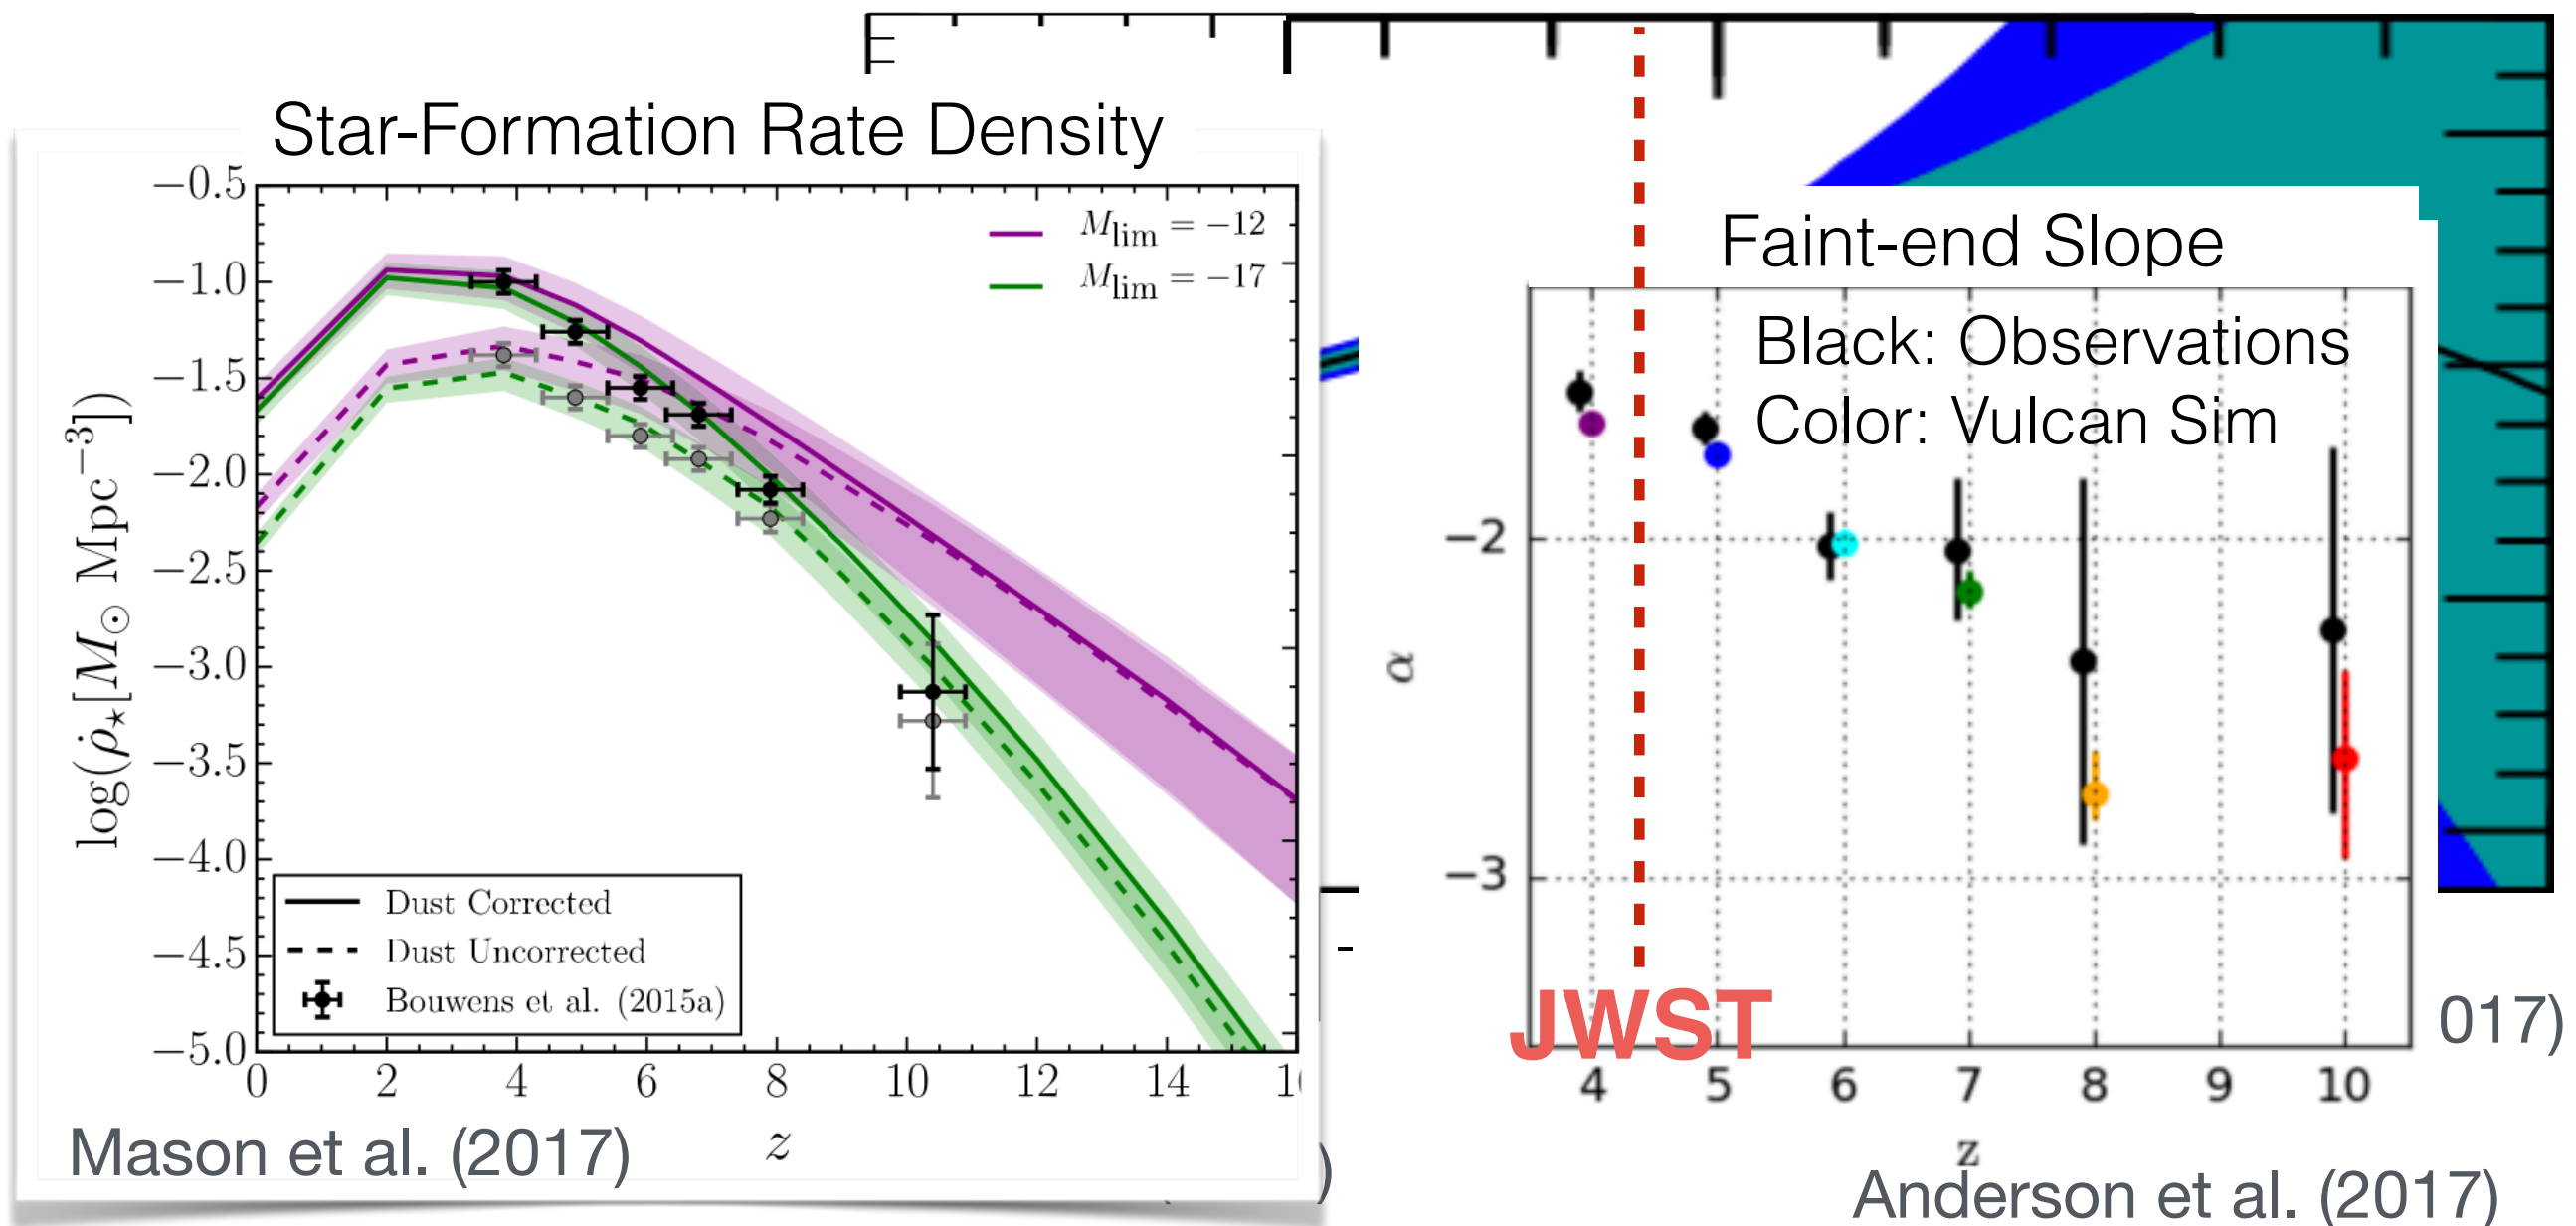 Star-Formation Rate Density
−0.5
−1.0
−1.5
−2.0
−2.5
−3.0
−3.5
−4.0
−4.5
−5.0
log(ρ̇⋆[M⊙ Mpc⁻³])
M_lim = −12
M_lim = −17
Dust Corrected
Dust Uncorrected
Bouwens et al. (2015a)
0 2 4 6 8 10 12 14
z
Mason et al. (2017)
)
Faint-end Slope
Black: Observations
Color: Vulcan Sim
−2
−3
α
JWST
017)
4 5 6 7 8 9 10
z
Anderson et al. (2017)